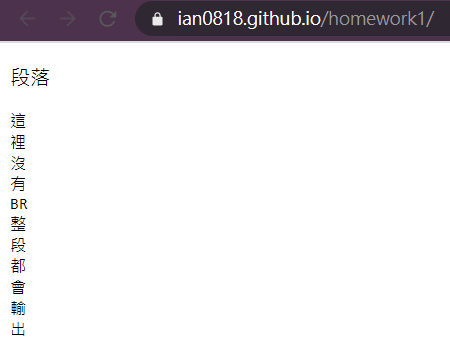 ian0818.github.io/homework1/
段落
這
裡
沒
有
BR
整
段
都
會
輸
出